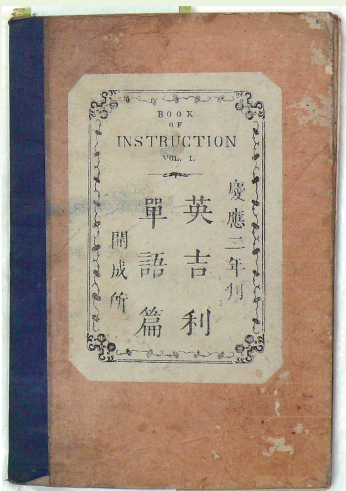 BOOK
OF
INSTRUCTION
VOL. I.
慶應二年刊
英吉利
單語篇
開成所